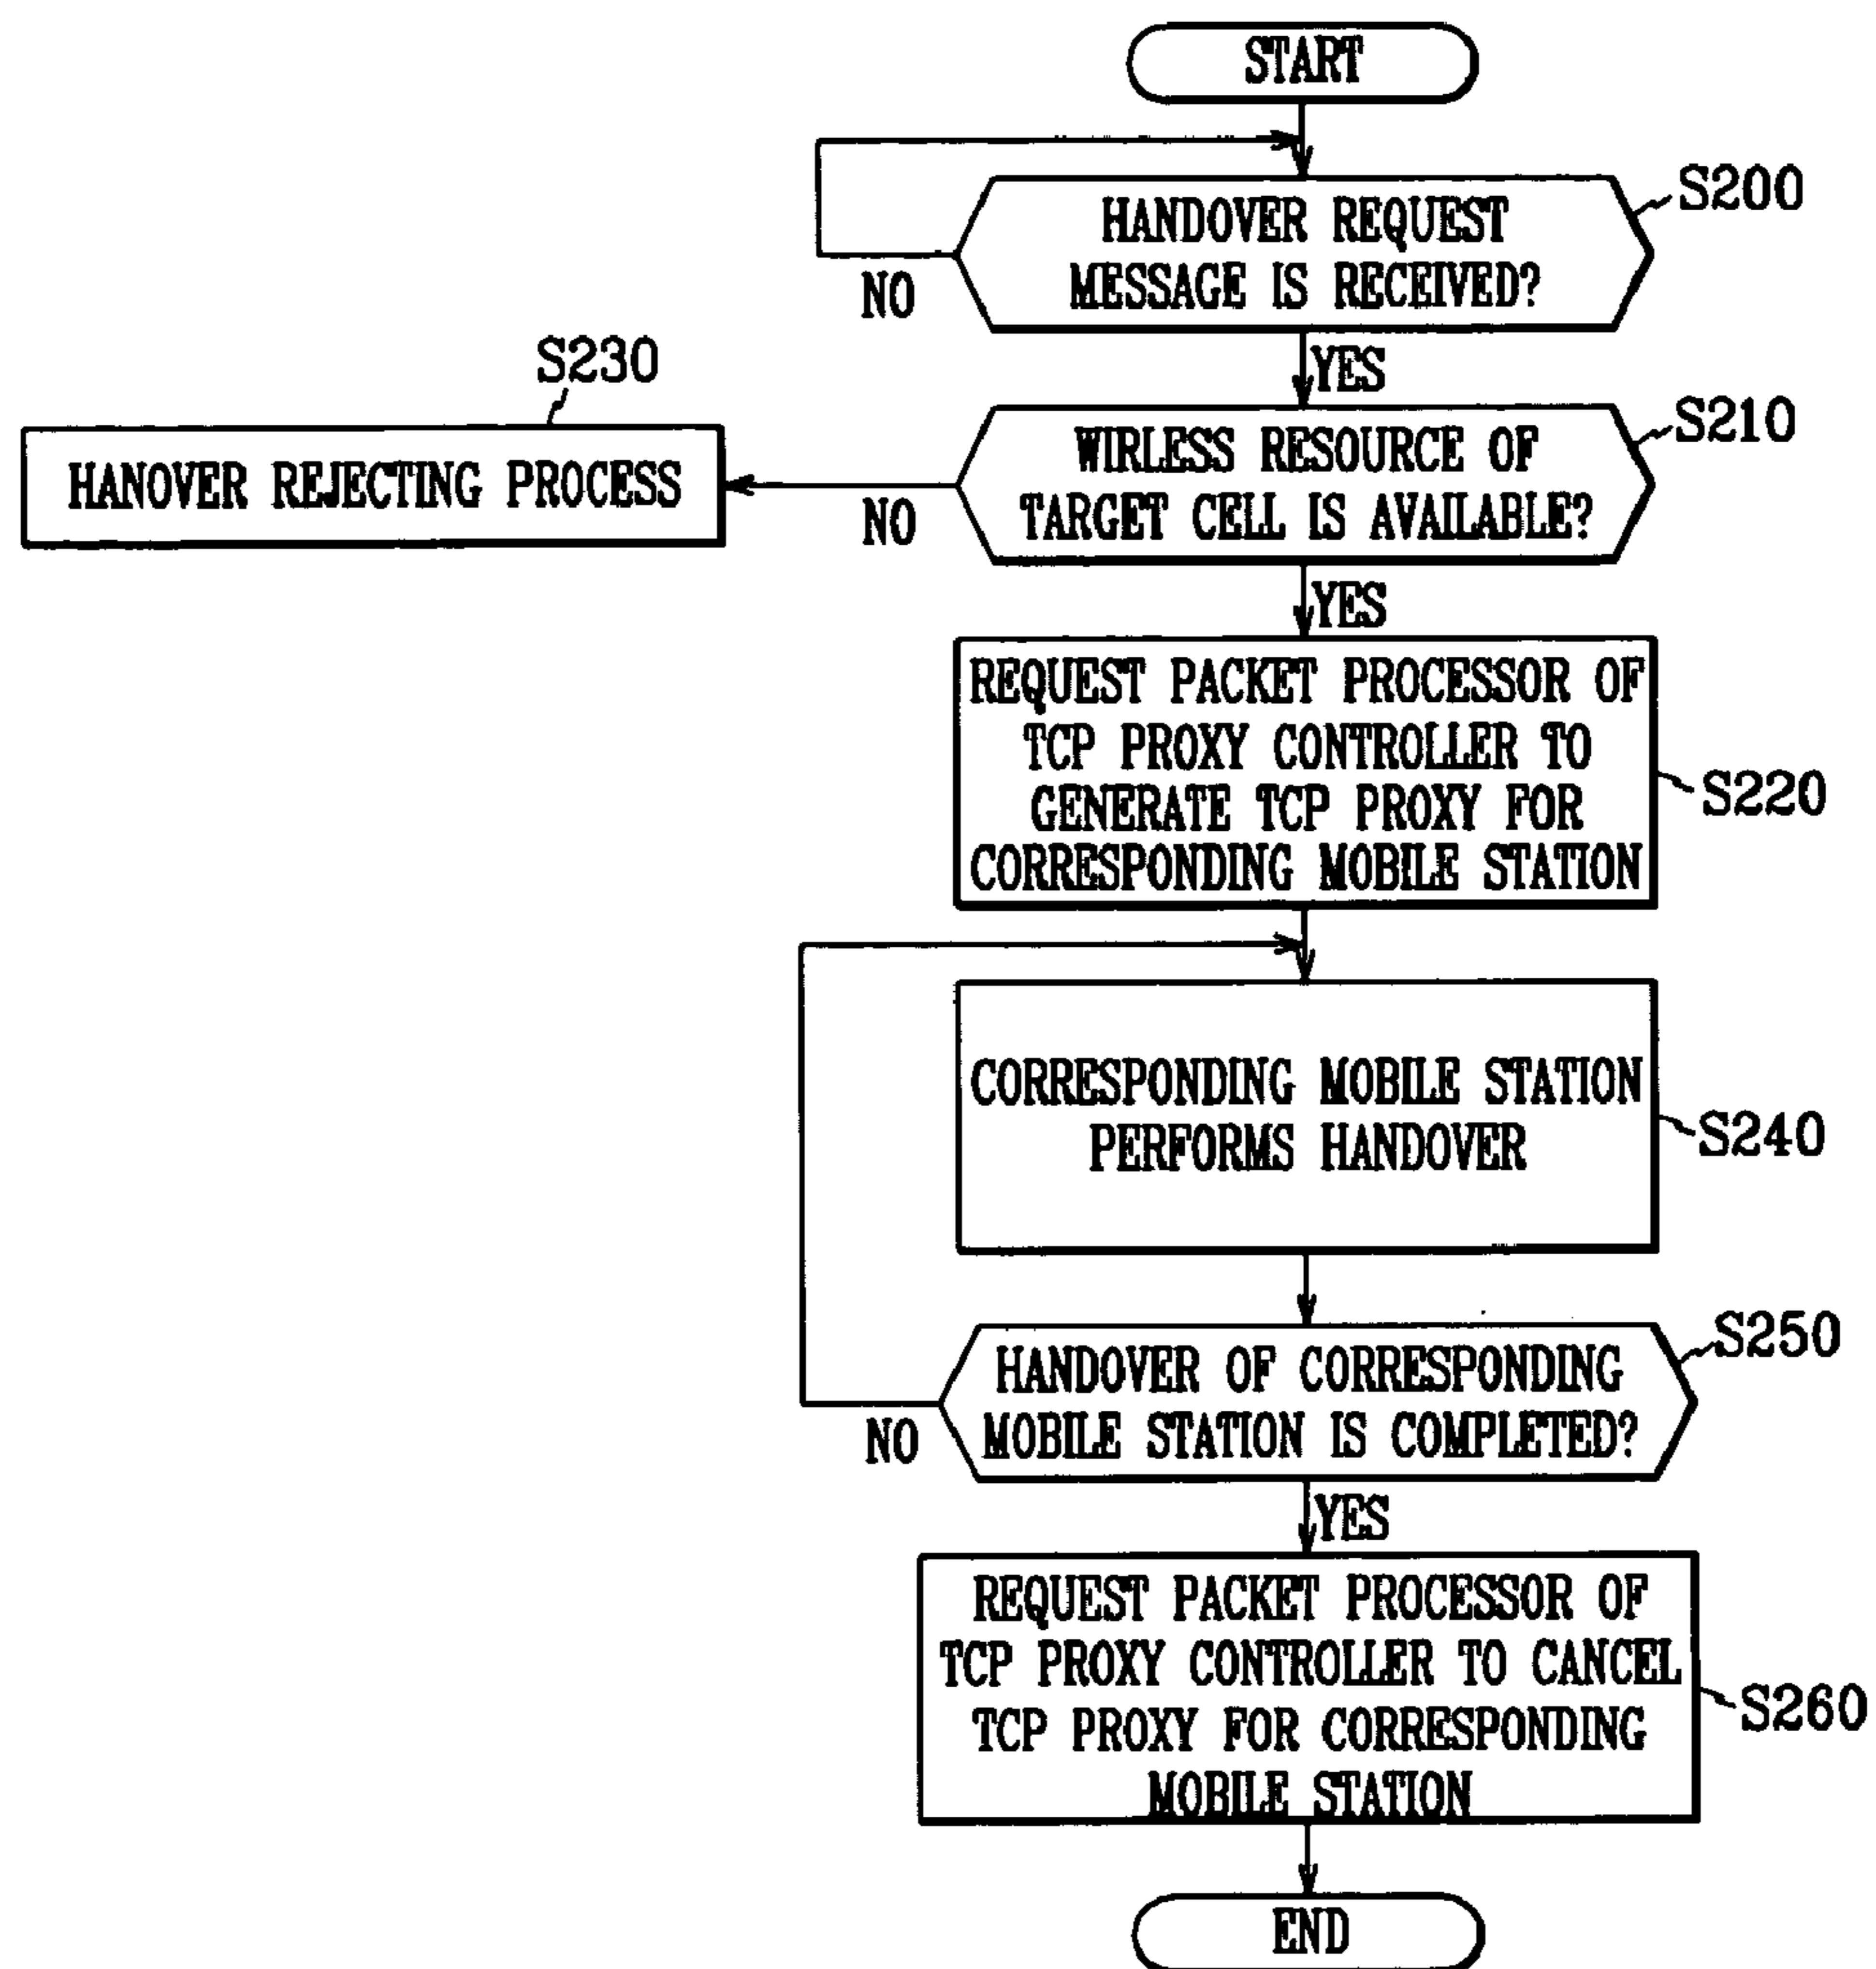 START
S200
HANDOVER REQUEST
MESSAGE IS RECEIVED?
NO
YES
S230
HANOVER REJECTING PROCESS
S210
WIRLESS RESOURCE OF
TARGET CELL IS AVAILABLE?
NO
YES
REQUEST PACKET PROCESSOR OF
TCP PROXY CONTROLLER TO
GENERATE TCP PROXY FOR
CORRESPONDING MOBILE STATION
S220
CORRESPONDING MOBILE STATION
PERFORMS HANDOVER
S240
S250
HANDOVER OF CORRESPONDING
MOBILE STATION IS COMPLETED?
NO
YES
REQUEST PACKET PROCESSOR OF
TCP PROXY CONTROLLER TO CANCEL
TCP PROXY FOR CORRESPONDING
MOBILE STATION
S260
END